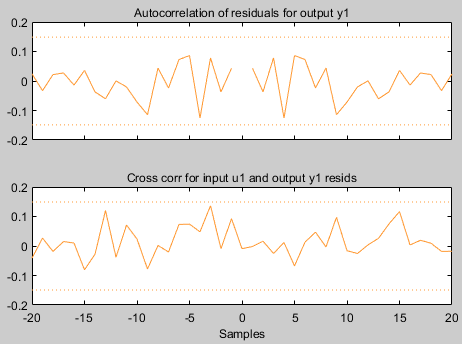 Autocorrelation of residuals for output y1
0.2
0.1
0
-0.1
-0.2
Cross corr for input u1 and output y1 resids
0.2
0.1
0
-0.1
-0.2
-20 -15 -10 -5 0 5 10 15 20
Samples